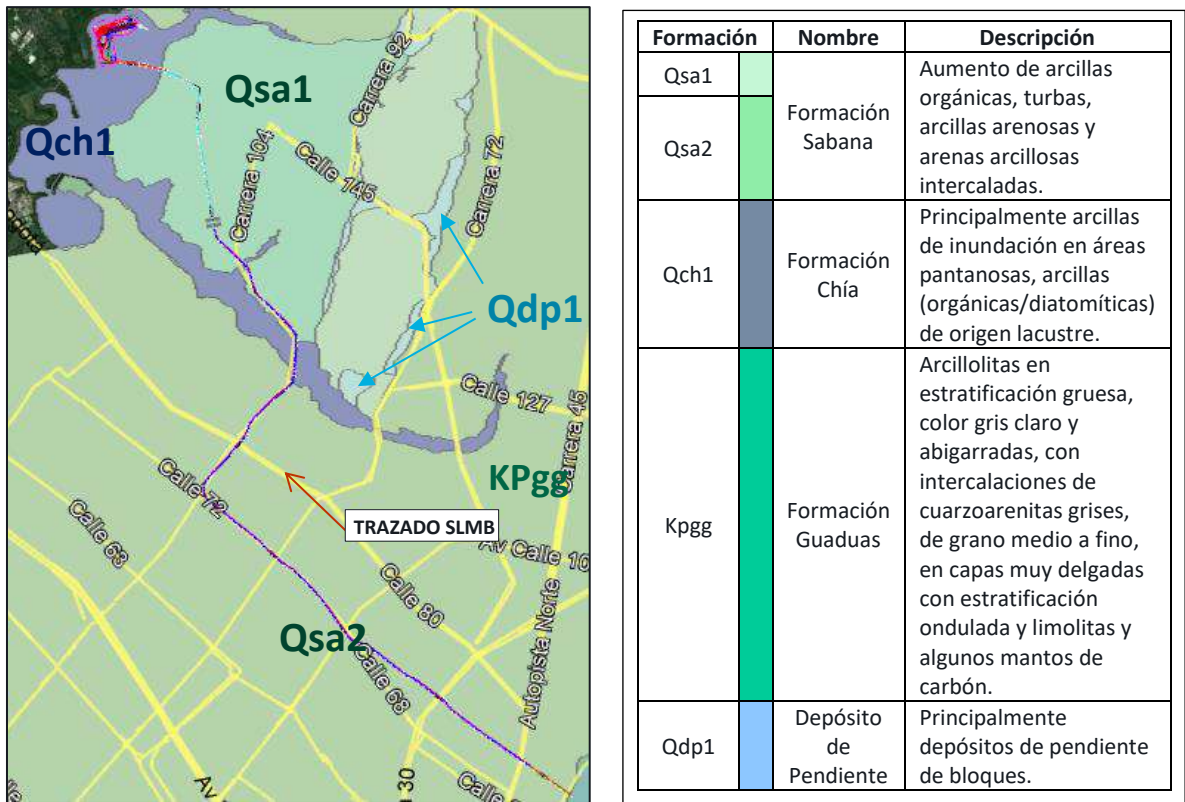 Carrera 92
Qsa1
Qch1
Carrera 104
Calle 145
Carrera 72
Qdp1
Calle 127
Carrera 45
KPgg
Calle 72
TRAZADO SLMB
Av Calle 10
Calle 63
Calle 80
Qsa2
Calle 68
Autopista Norte
Av
30
Formación Nombre Descripción
Qsa1
Qsa2
Formación
Sabana
Aumento de arcillas
orgánicas, turbas,
arcillas arenosas y
arenas arcillosas
intercaladas.
Qch1
Formación
Chía
Principalmente arcillas
de inundación en áreas
pantanosas, arcillas
(orgánicas/diatomíticas)
de origen lacustre.
Kpgg
Formación
Guaduas
Arcillolitas en
estratificación gruesa,
color gris claro y
abigarradas, con
intercalaciones de
cuarzoarenitas grises,
de grano medio a fino,
en capas muy delgadas
con estratificación
ondulada y limolitas y
algunos mantos de
carbón.
Qdp1
Depósito
de
Pendiente
Principalmente
depósitos de pendiente
de bloques.